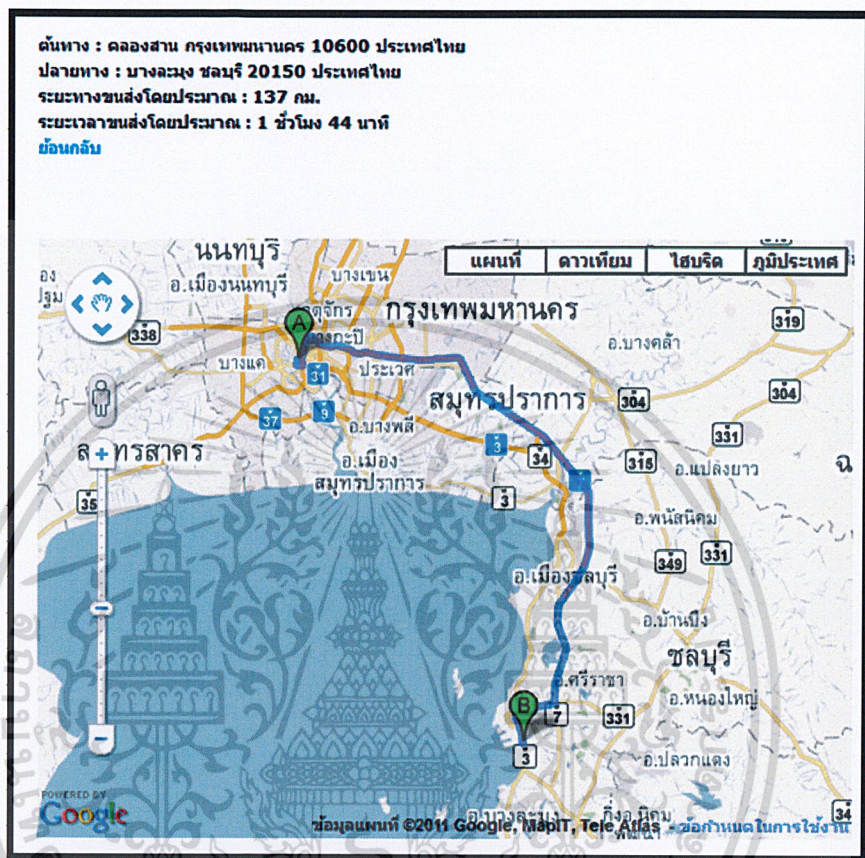 ต้นทาง : คลองสาน กรุงเทพมหานคร 10600 ประเทศไทย
ปลายทาง : บางละมุง ชลบุรี 20150 ประเทศไทย
ระยะทางขนส่งโดยประมาณ : 137 กม.
ระยะเวลาขนส่งโดยประมาณ : 1 ชั่วโมง 44 นาที
ย้อนกลับ
แผนที่ ดาวเทียม ไฮบริด ภูมิประเทศ
นนทบุรี
บางเขน
อ.เมืองนนทบุรี
กรุงเทพมหานคร
A
319
338
อ.บางคล้า
บางแค
ประเวศ
31
304
304
สมุทรปราการ
37
9
อ.บางพลี
331
3
34
315
อ.แปลงยาว
อ.เมือง
สมุทรปราการ
35
3
อ.พนัสนิคม
349
331
อ.เมืองชลบุรี
อ.บ้านบึง
ชลบุรี
อ.ศรีราชา
อ.หนองใหญ่
B
7
331
3
อ.ปลวกแดง
POWERED BY
Google
อ.บางละมุง
34
ข้อมูลแผนที่ ©2011 Google, MapIT, Tele Atlas - ข้อกำหนดในการใช้งาน